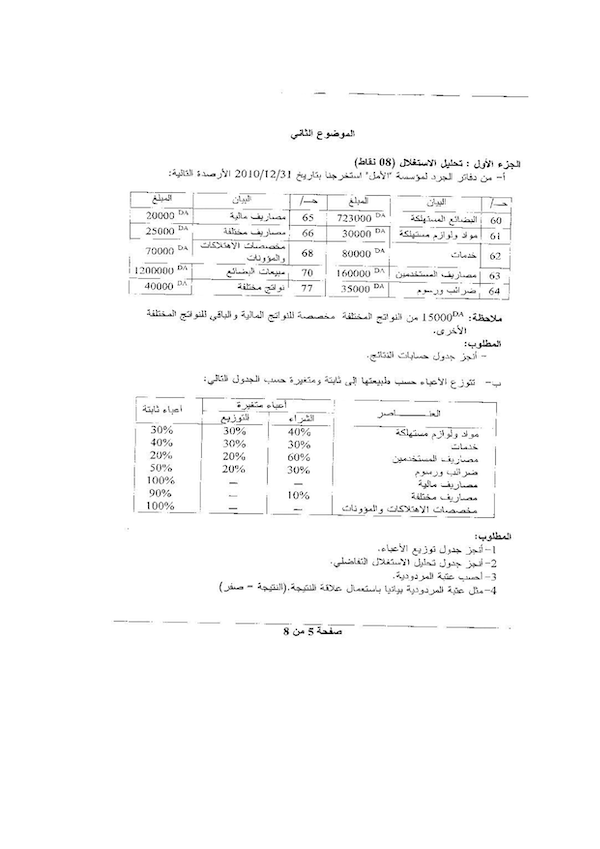 الموضوع الثاني
الجزء الأول : تحليل الاستغلال (08 نقاط)
أ- من دفاتر الجرد لمؤسسة "الأمل" استخرجنا بتاريخ 2010/12/31 الأرصدة التالية:
حـ/ البيان المبلغ حـ/ البيان المبلغ
60 البضائع المستهلكة 723000 DA 65 مصاريف مالية 20000 DA
61 مواد ولوازم مستهلكة 30000 DA 66 مصاريف مختلفة 25000 DA
62 خدمات 80000 DA 68 مخصصات الاهتلاكات والمؤونات 70000 DA
63 مصاريف المستخدمين 160000 DA 70 مبيعات البضائع 1200000 DA
64 ضرائب ورسوم 35000 DA 77 نواتج مختلفة 40000 DA
ملاحظة: 15000DA من النواتج المختلفة مخصصة للنواتج المالية والباقي للنواتج المختلفة
الأخرى.
المطلوب:
- أنجز جدول حسابات النتائج.
ب- تتوزع الأعباء حسب طبيعتها إلى ثابتة ومتغيرة حسب الجدول التالي:
العنـــــاصر أعباء متغيرة أعباء ثابتة
الشراء التوزيع
مواد ولوازم مستهلكة 40% 30% 30%
خدمات 30% 30% 40%
مصاريف المستخدمين 60% 20% 20%
ضرائب ورسوم 30% 20% 50%
مصاريف مالية – – 100%
مصاريف مختلفة 10% – 90%
مخصصات الاهتلاكات والمؤونات – – 100%
المطلوب:
1-أنجز جدول توزيع الأعباء.
2-أنجز جدول تحليل الاستغلال التفاضلي.
3-أحسب عتبة المردودية.
4-مثل عتبة المردودية بيانيا باستعمال علاقة النتيجة.(النتيجة = صفر)
صفحة 5 من 8